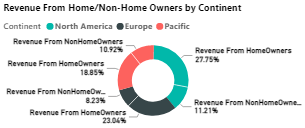 Revenue From Home/Non-Home Owners by Continent
Continent North America Europe Pacific
Revenue From NonHomeOwners
10.92%
Revenue From HomeOwners
27.75%
Revenue From HomeOwners
18.85%
Revenue From NonHomeOw...
8.23%
Revenue From NonHomeOwne...
11.21%
Revenue From HomeOwners
23.04%